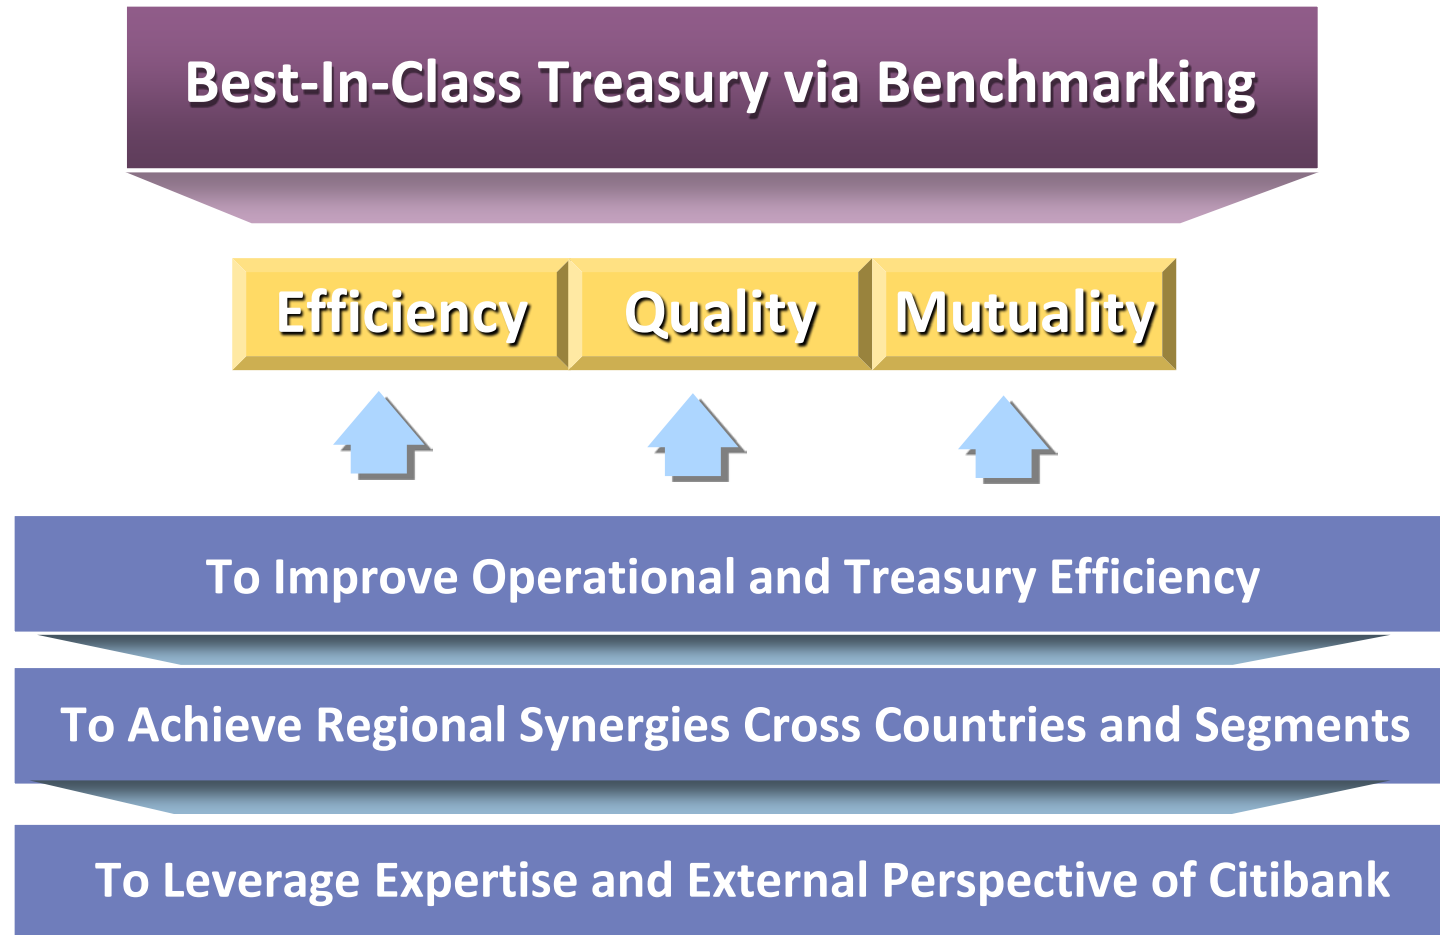 Best-In-Class Treasury via Benchmarking
Efficiency Quality Mutuality
To Improve Operational and Treasury Efficiency
To Achieve Regional Synergies Cross Countries and Segments
To Leverage Expertise and External Perspective of Citibank